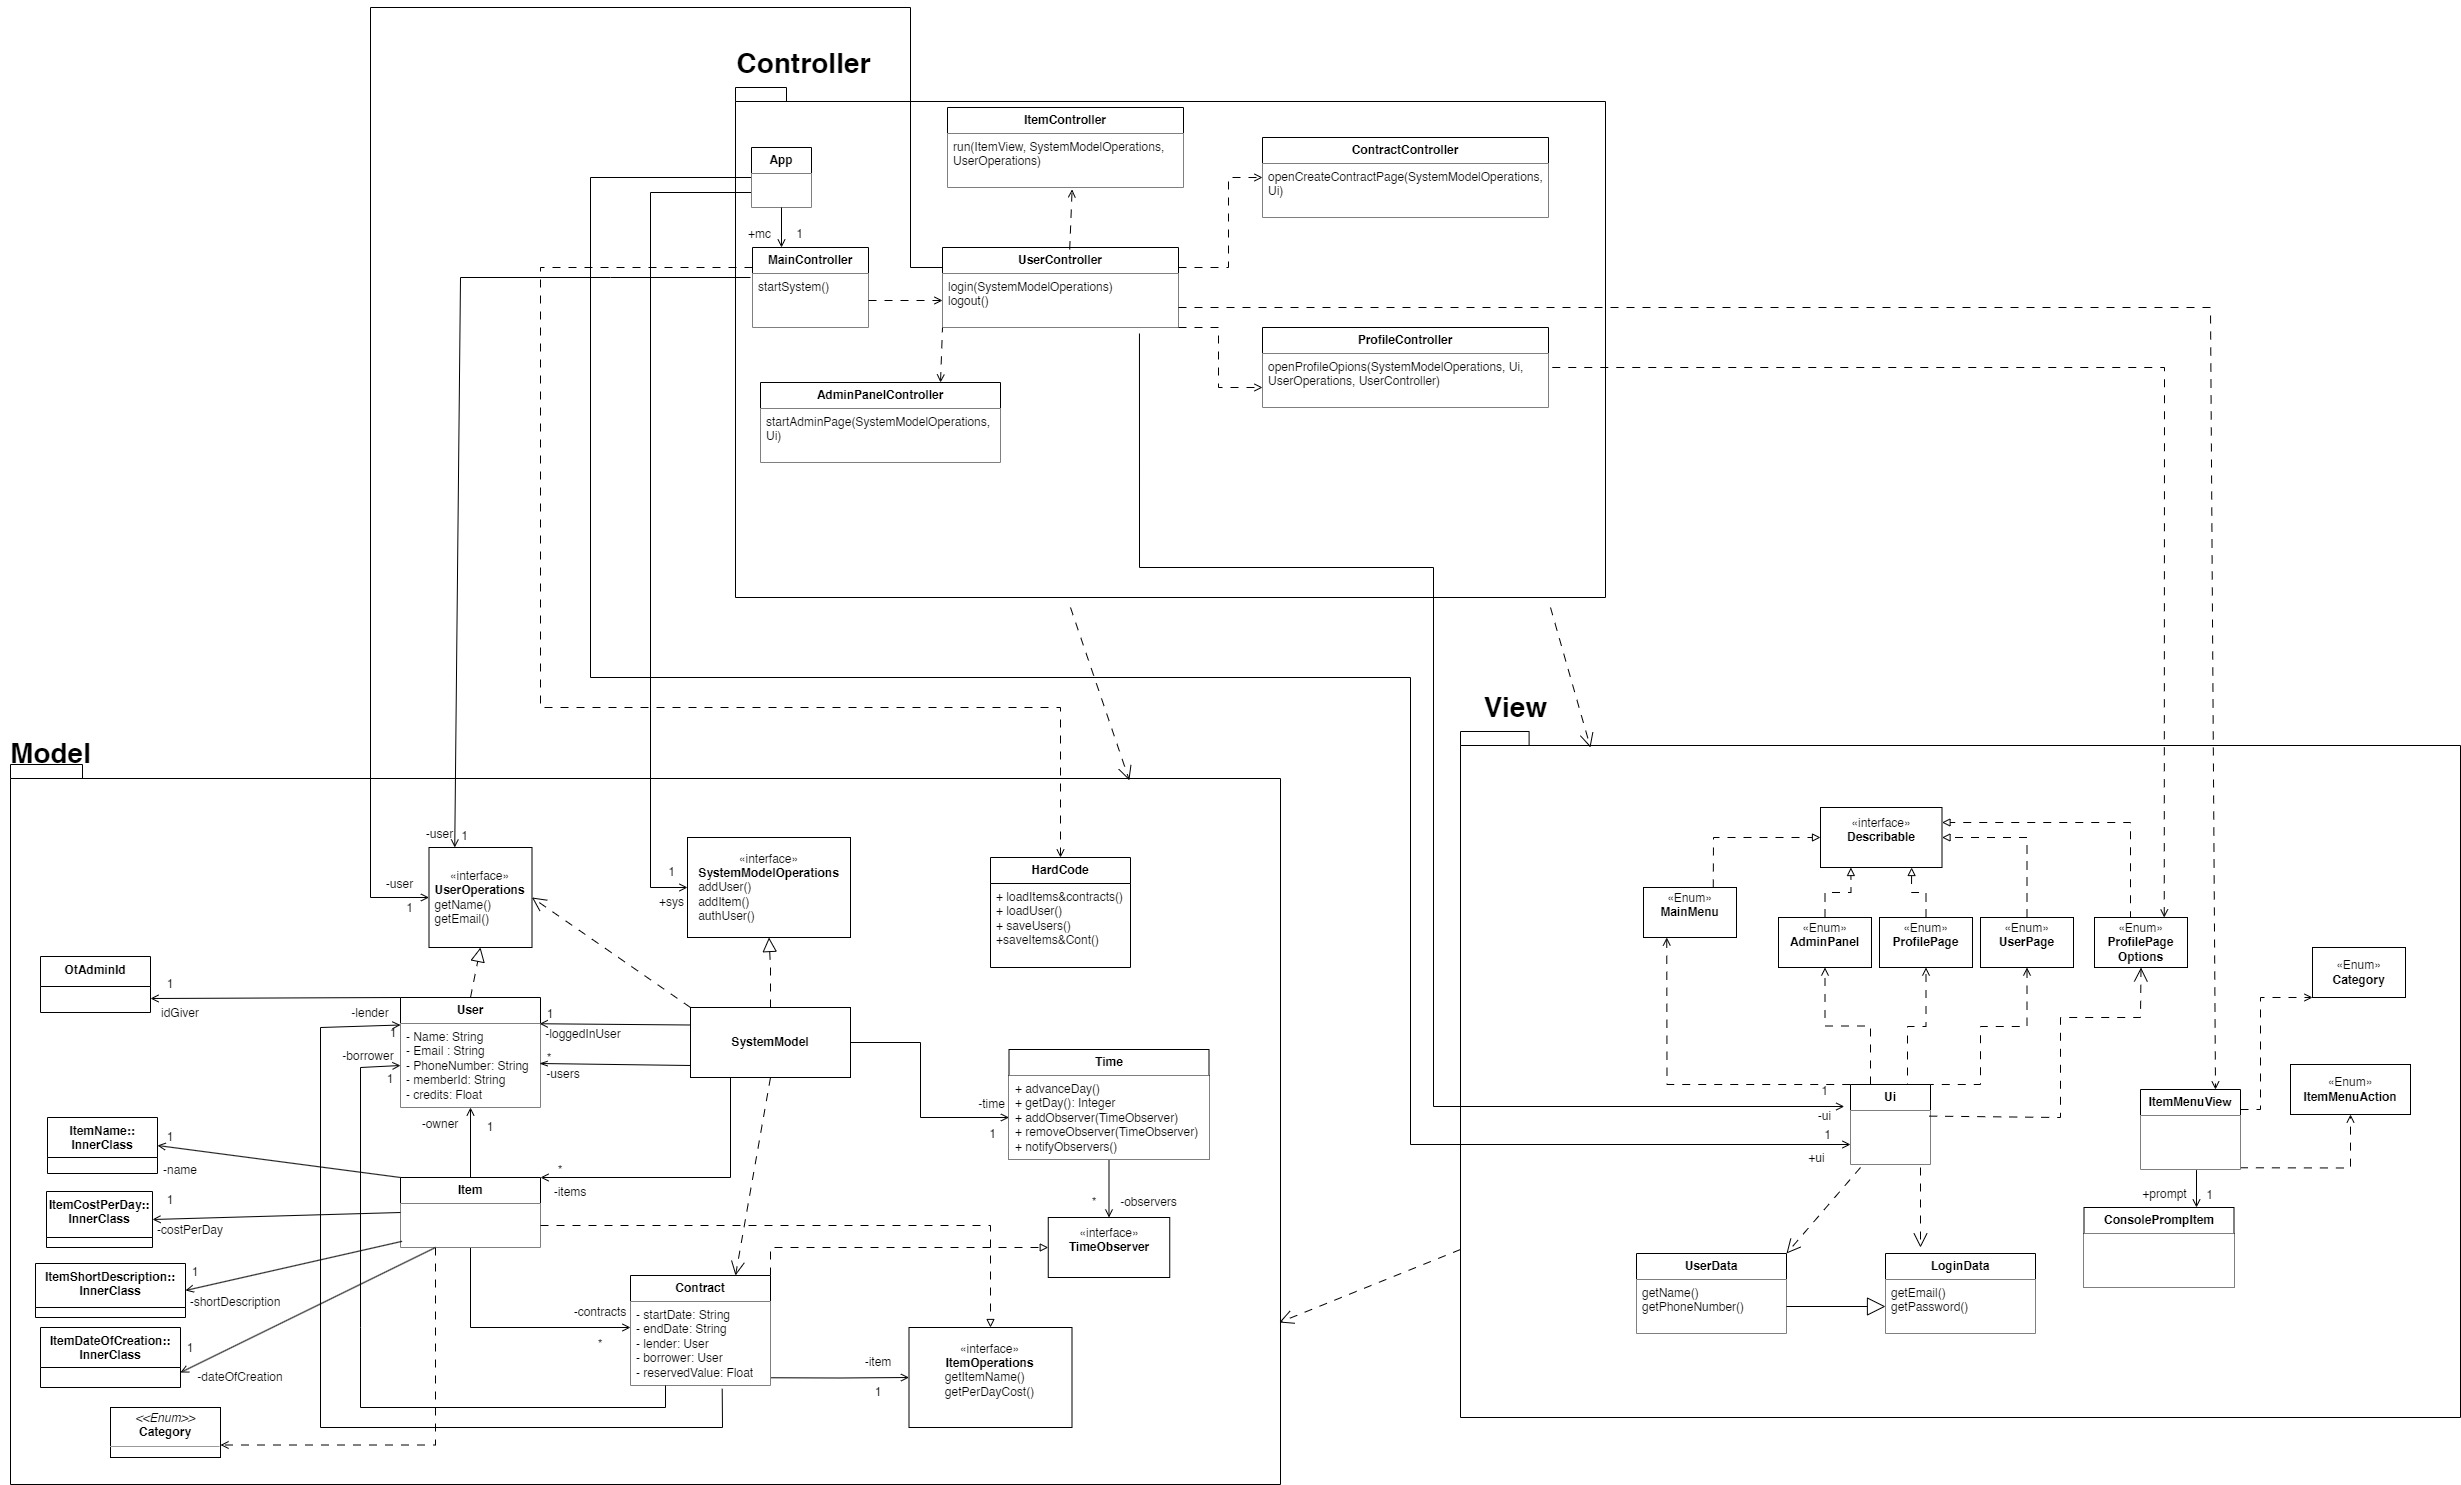 Controller
ItemController
run(ItemView, SystemModelOperations,
UserOperations)
ContractController
openCreateContractPage(SystemModelOperations,
Ui)
App
+mc
1
MainController
startSystem()
UserController
login(SystemModelOperations)
logout()
ProfileController
openProfileOpions(SystemModelOperations, Ui,
UserOperations, UserController)
AdminPanelController
startAdminPage(SystemModelOperations,
Ui)
Model
-user
1
-user
1
«interface»
UserOperations
getName()
getEmail()
1
+sys
«interface»
SystemModelOperations
addUser()
addItem()
authUser()
HardCode
+ loadItems&contracts()
+ loadUser()
+ saveUsers()
+saveItems&Cont()
OtAdminId
1
idGiver
-lender
1
-borrower
1
User
- Name: String
- Email : String
- PhoneNumber: String
- memberId: String
- credits: Float
1
-loggedInUser
*
-users
SystemModel
-time
1
Time
+ advanceDay()
+ getDay(): Integer
+ addObserver(TimeObserver)
+ removeObserver(TimeObserver)
+ notifyObservers()
*
-observers
«interface»
TimeObserver
-owner
1
ItemName::
InnerClass
1
-name
Item
*
-items
ItemCostPerDay::
InnerClass
1
-costPerDay
ItemShortDescription::
InnerClass
1
-shortDescription
ItemDateOfCreation::
InnerClass
1
-dateOfCreation
<<Enum>>
Category
-contracts
*
Contract
- startDate: String
- endDate: String
- lender: User
- borrower: User
- reservedValue: Float
-item
1
«interface»
ItemOperations
getItemName()
getPerDayCost()
View
«interface»
Describable
«Enum»
MainMenu
«Enum»
AdminPanel
«Enum»
ProfilePage
«Enum»
UserPage
«Enum»
ProfilePage
Options
«Enum»
Category
«Enum»
ItemMenuAction
1
-ui
1
+ui
Ui
ItemMenuView
+prompt
1
ConsolePrompItem
UserData
getName()
getPhoneNumber()
LoginData
getEmail()
getPassword()